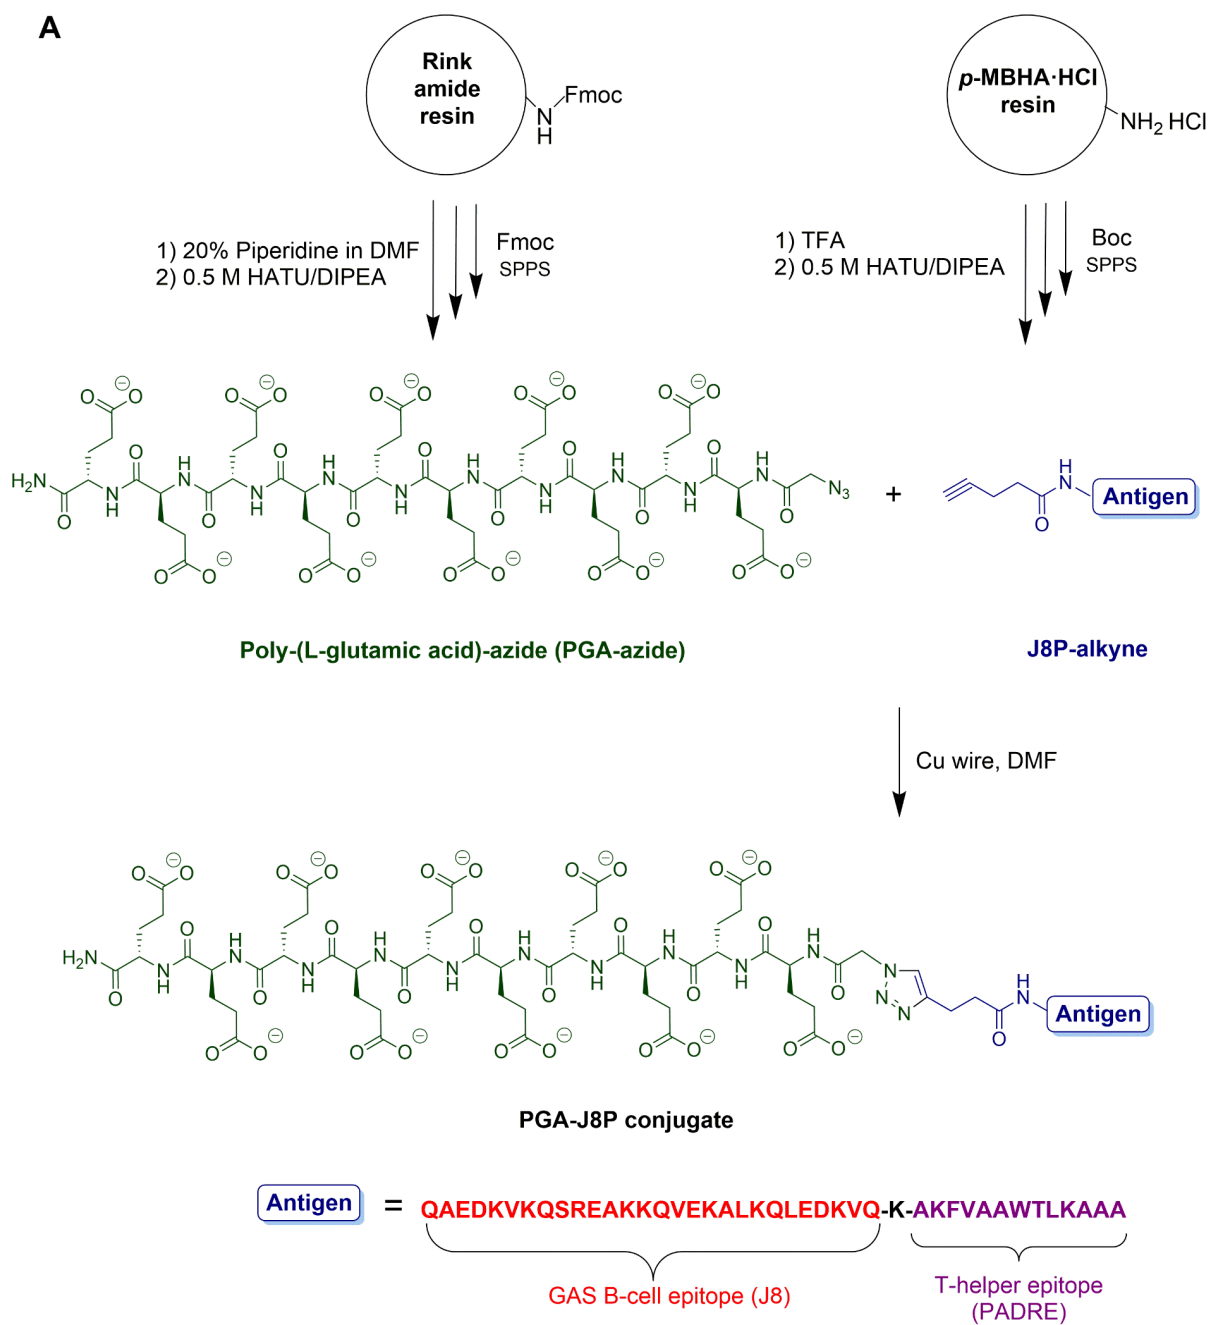 A
Rink
amide
resin
Fmoc
N
H
p-MBHA·HCl
resin
NH2 HCl
1) 20% Piperidine in DMF
2) 0.5 M HATU/DIPEA
Fmoc
SPPS
1) TFA
2) 0.5 M HATU/DIPEA
Boc
SPPS
H2N
N3
+
Antigen
Poly-(L-glutamic acid)-azide (PGA-azide)
J8P-alkyne
Cu wire, DMF
H2N
Antigen
PGA-J8P conjugate
Antigen = QAEDKVKQSREAKKQVEKALKQLEDKVQ-K-AKFVAAWTLKAAA
GAS B-cell epitope (J8)
T-helper epitope
(PADRE)